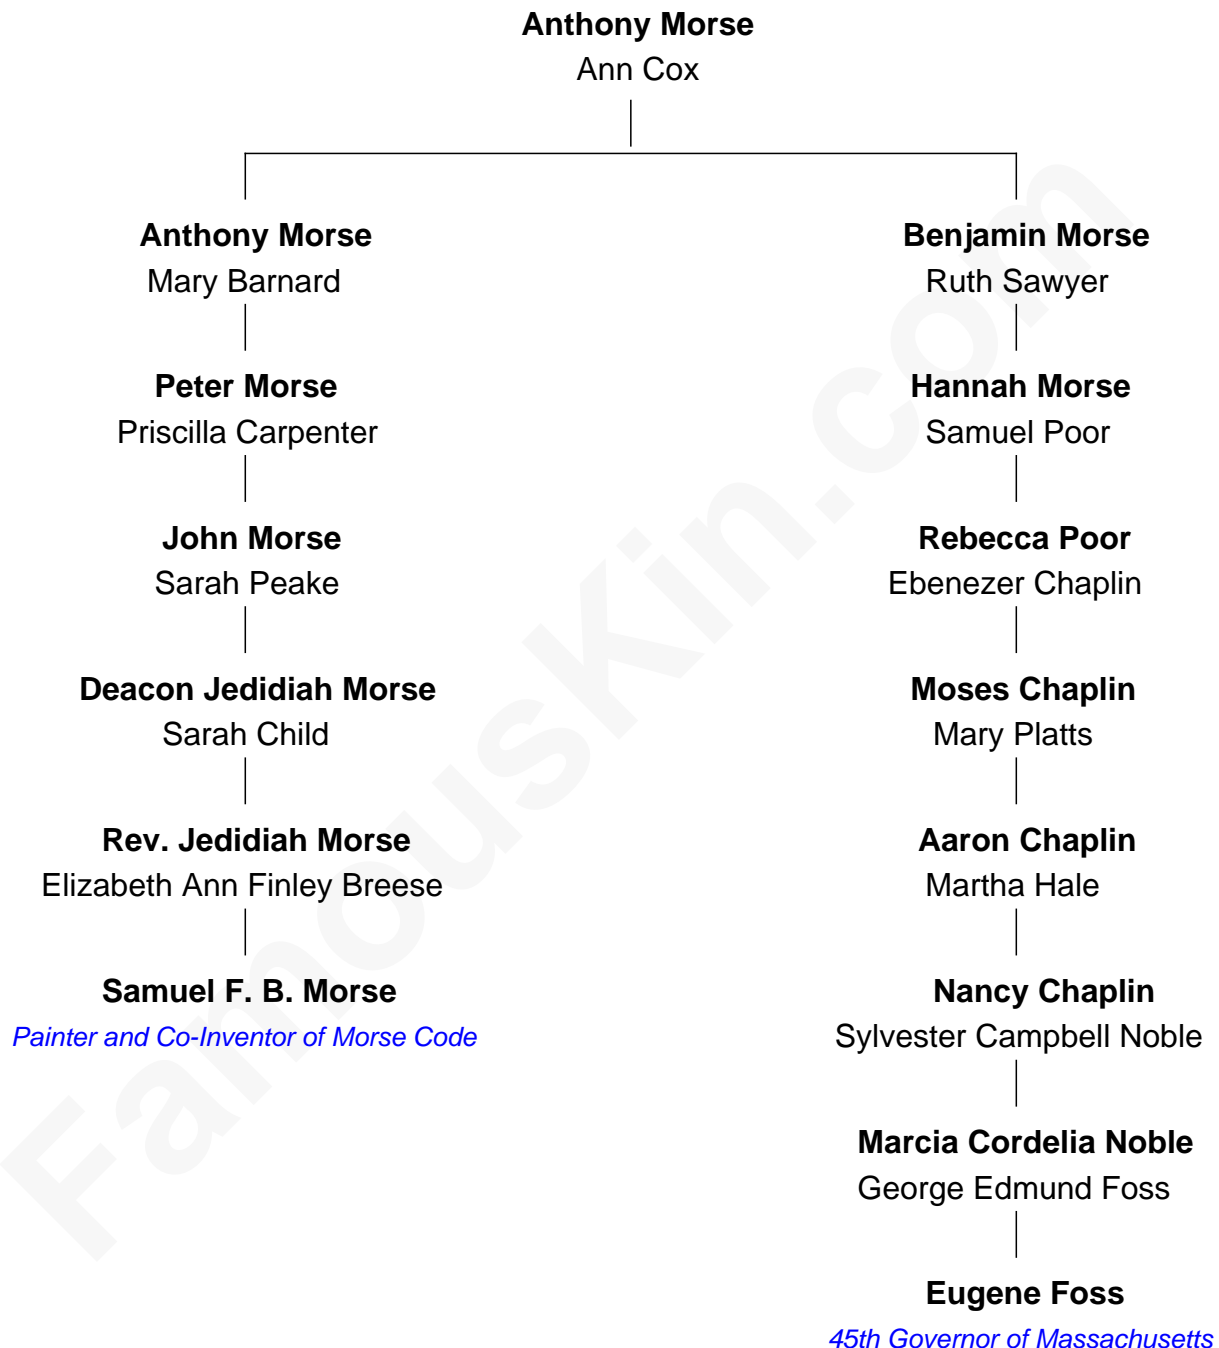 Anthony Morse
Ann Cox
Anthony Morse
Mary Barnard
Peter Morse
Priscilla Carpenter
John Morse
Sarah Peake
Deacon Jedidiah Morse
Sarah Child
Rev. Jedidiah Morse
Elizabeth Ann Finley Breese
Samuel F. B. Morse
Painter and Co-Inventor of Morse Code
Benjamin Morse
Ruth Sawyer
Hannah Morse
Samuel Poor
Rebecca Poor
Ebenezer Chaplin
Moses Chaplin
Mary Platts
Aaron Chaplin
Martha Hale
Nancy Chaplin
Sylvester Campbell Noble
Marcia Cordelia Noble
George Edmund Foss
Eugene Foss
45th Governor of Massachusetts
FamousKin.com